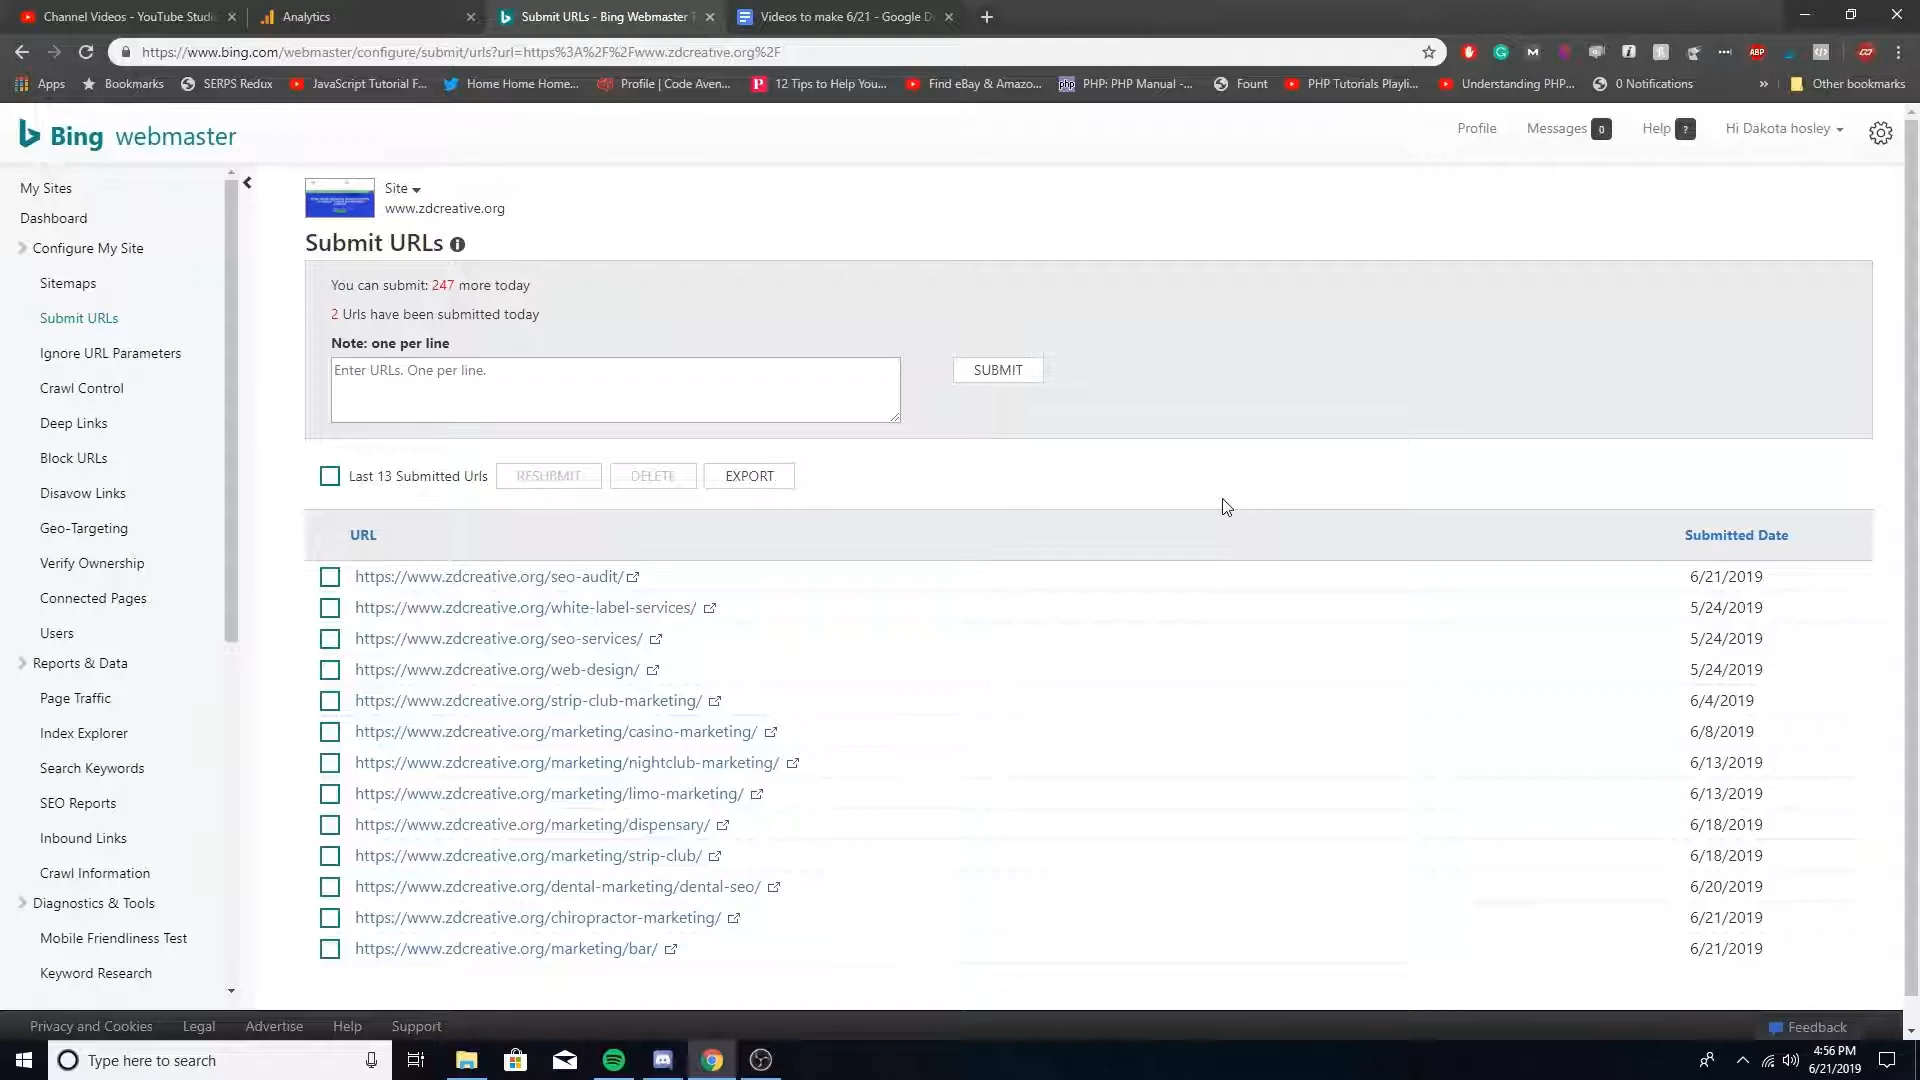 Channel Videos - YouTube Studi
Analytics
Submit URLs - Bing Webmaster T
Videos to make 6/21 - Google D
https://www.bing.com/webmaster/configure/submit/urls?url=https%3A%2F%2Fwww.zdcreative.org%2F
Apps
Bookmarks
SERPS Redux
JavaScript Tutorial F...
Home Home Home...
Profile | Code Aven...
12 Tips to Help You...
Find eBay & Amazo...
PHP: PHP Manual -...
Fount
PHP Tutorials Playli...
Understanding PHP...
0 Notifications
»
Other bookmarks
Bing webmaster
Profile
Messages 0
Help ?
Hi Dakota hosley
My Sites
Dashboard
Configure My Site
Sitemaps
Submit URLs
Ignore URL Parameters
Crawl Control
Deep Links
Block URLs
Disavow Links
Geo-Targeting
Verify Ownership
Connected Pages
Users
Reports & Data
Page Traffic
Index Explorer
Search Keywords
SEO Reports
Inbound Links
Crawl Information
Diagnostics & Tools
Mobile Friendliness Test
Keyword Research
Site
www.zdcreative.org
Submit URLs
You can submit: 247 more today
2 Urls have been submitted today
Note: one per line
Enter URLs. One per line.
SUBMIT
Last 13 Submitted Urls
RESUBMIT
DELETE
EXPORT
URL
Submitted Date
https://www.zdcreative.org/seo-audit/ 6/21/2019
https://www.zdcreative.org/white-label-services/ 5/24/2019
https://www.zdcreative.org/seo-services/ 5/24/2019
https://www.zdcreative.org/web-design/ 5/24/2019
https://www.zdcreative.org/strip-club-marketing/ 6/4/2019
https://www.zdcreative.org/marketing/casino-marketing/ 6/8/2019
https://www.zdcreative.org/marketing/nightclub-marketing/ 6/13/2019
https://www.zdcreative.org/marketing/limo-marketing/ 6/13/2019
https://www.zdcreative.org/marketing/dispensary/ 6/18/2019
https://www.zdcreative.org/marketing/strip-club/ 6/18/2019
https://www.zdcreative.org/dental-marketing/dental-seo/ 6/20/2019
https://www.zdcreative.org/chiropractor-marketing/ 6/21/2019
https://www.zdcreative.org/marketing/bar/ 6/21/2019
Privacy and Cookies
Legal
Advertise
Help
Support
Feedback
Type here to search
4:56 PM
6/21/2019